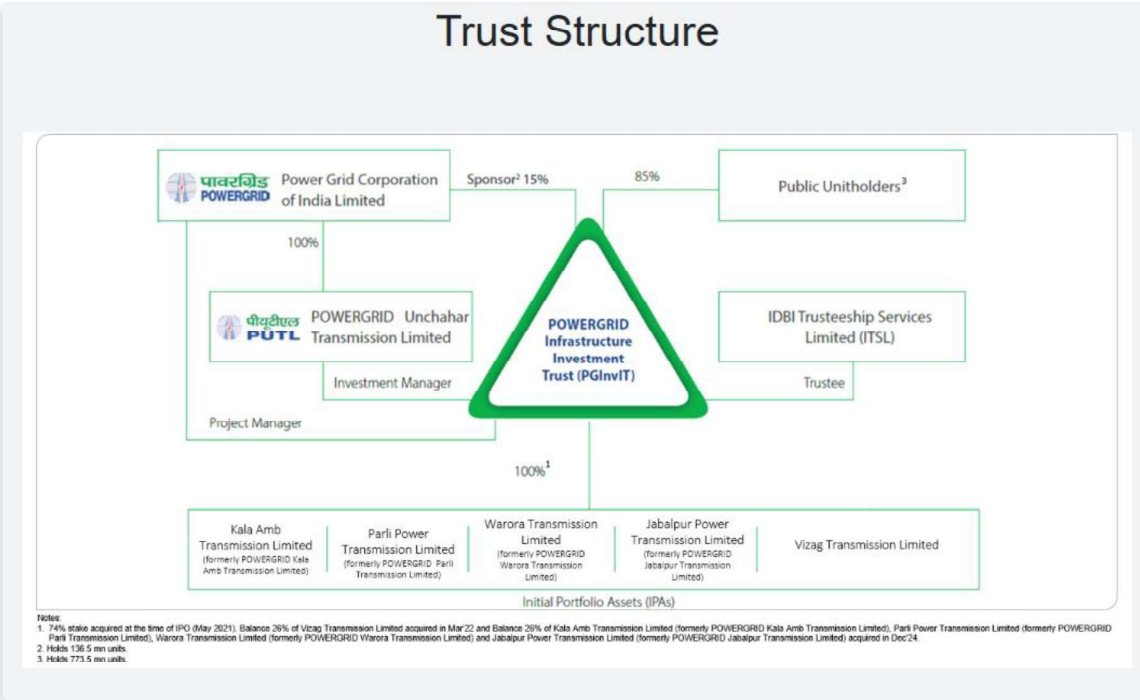 Trust Structure
पावरग्रिड
POWERGRID
Power Grid Corporation
of India Limited
Sponsor² 15%
85%
Public Unitholders³
100%
पीयूटीएल
PUTL
POWERGRID Unchahar
Transmission Limited
POWERGRID
Infrastructure
Investment
Trust (PGInvIT)
IDBI Trusteeship Services
Limited (ITSL)
Investment Manager
Trustee
Project Manager
100%¹
Kala Amb
Transmission Limited
(formerly POWERGRID Kala
Amb Transmission Limited)
Parli Power
Transmission Limited
(formerly POWERGRID Parli
Transmission Limited)
Warora Transmission
Limited
(formerly POWERGRID
Warora Transmission
Limited)
Jabalpur Power
Transmission Limited
(formerly POWERGRID
Jabalpur Transmission
Limited)
Vizag Transmission Limited
Initial Portfolio Assets (IPAs)
Notes:
1. 74% stake acquired at the time of IPO (May 2021). Balance 26% of Vizag Transmission Limited acquired in Mar'22 and Balance 26% of Kala Amb Transmission Limited (formerly POWERGRID Kala Amb Transmission Limited), Parli Power Transmission Limited (formerly POWERGRID
Parli Transmission Limited), Warora Transmission Limited (formerly POWERGRID Warora Transmission Limited) and Jabalpur Power Transmission Limited (formerly POWERGRID Jabalpur Transmission Limited) acquired in Dec'24.
2. Holds 136.5 mn units.
3. Holds 773.5 mn units.